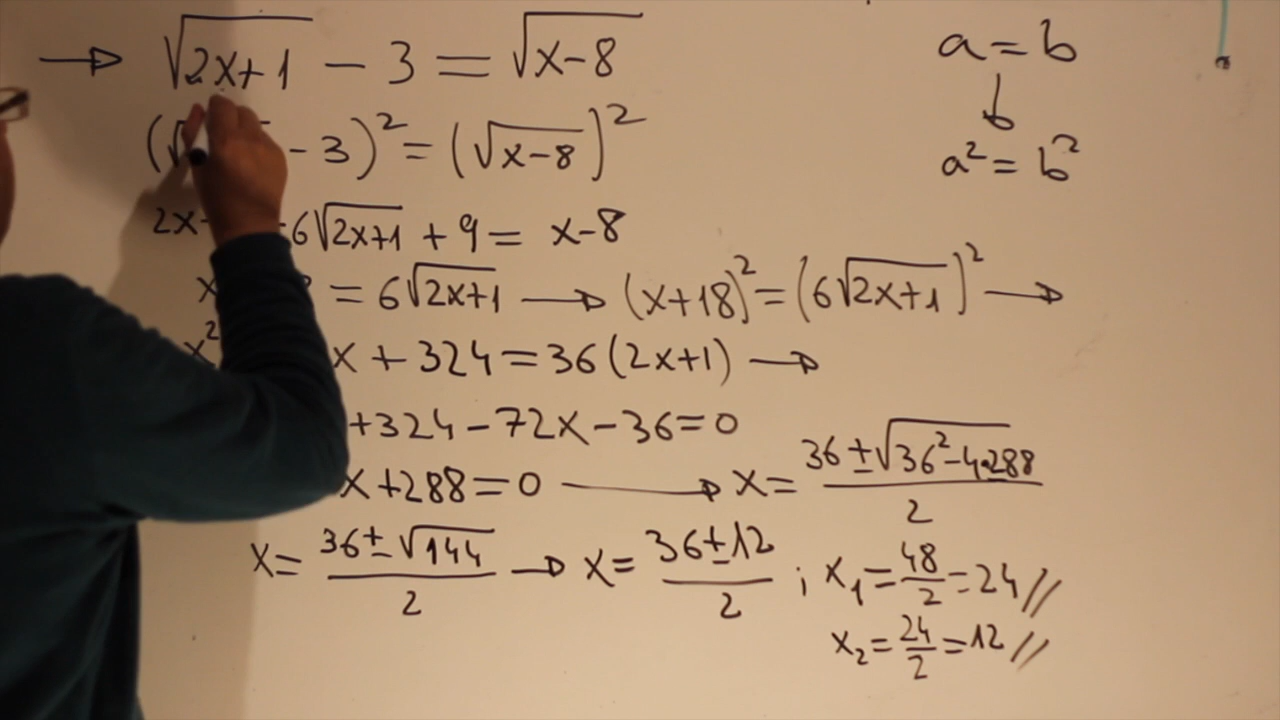 √(2x+1) − 3 = √(x−8)
(√ − 3)² = (√(x−8))²
2x 6√(2x+1) + 9 = x−8
x = 6√(2x+1) → (x+18)² = (6√(2x+1))² →
x² x + 324 = 36(2x+1) →
+324 − 72x − 36 = 0
x + 288 = 0 → x = (36 ± √(36² − 4·288))/2
x = (36 ± √144)/2 → x = (36 ± 12)/2 ; x₁ = 48/2 = 24 //
x₂ = 24/2 = 12 //
a = b
↓
a² = b²